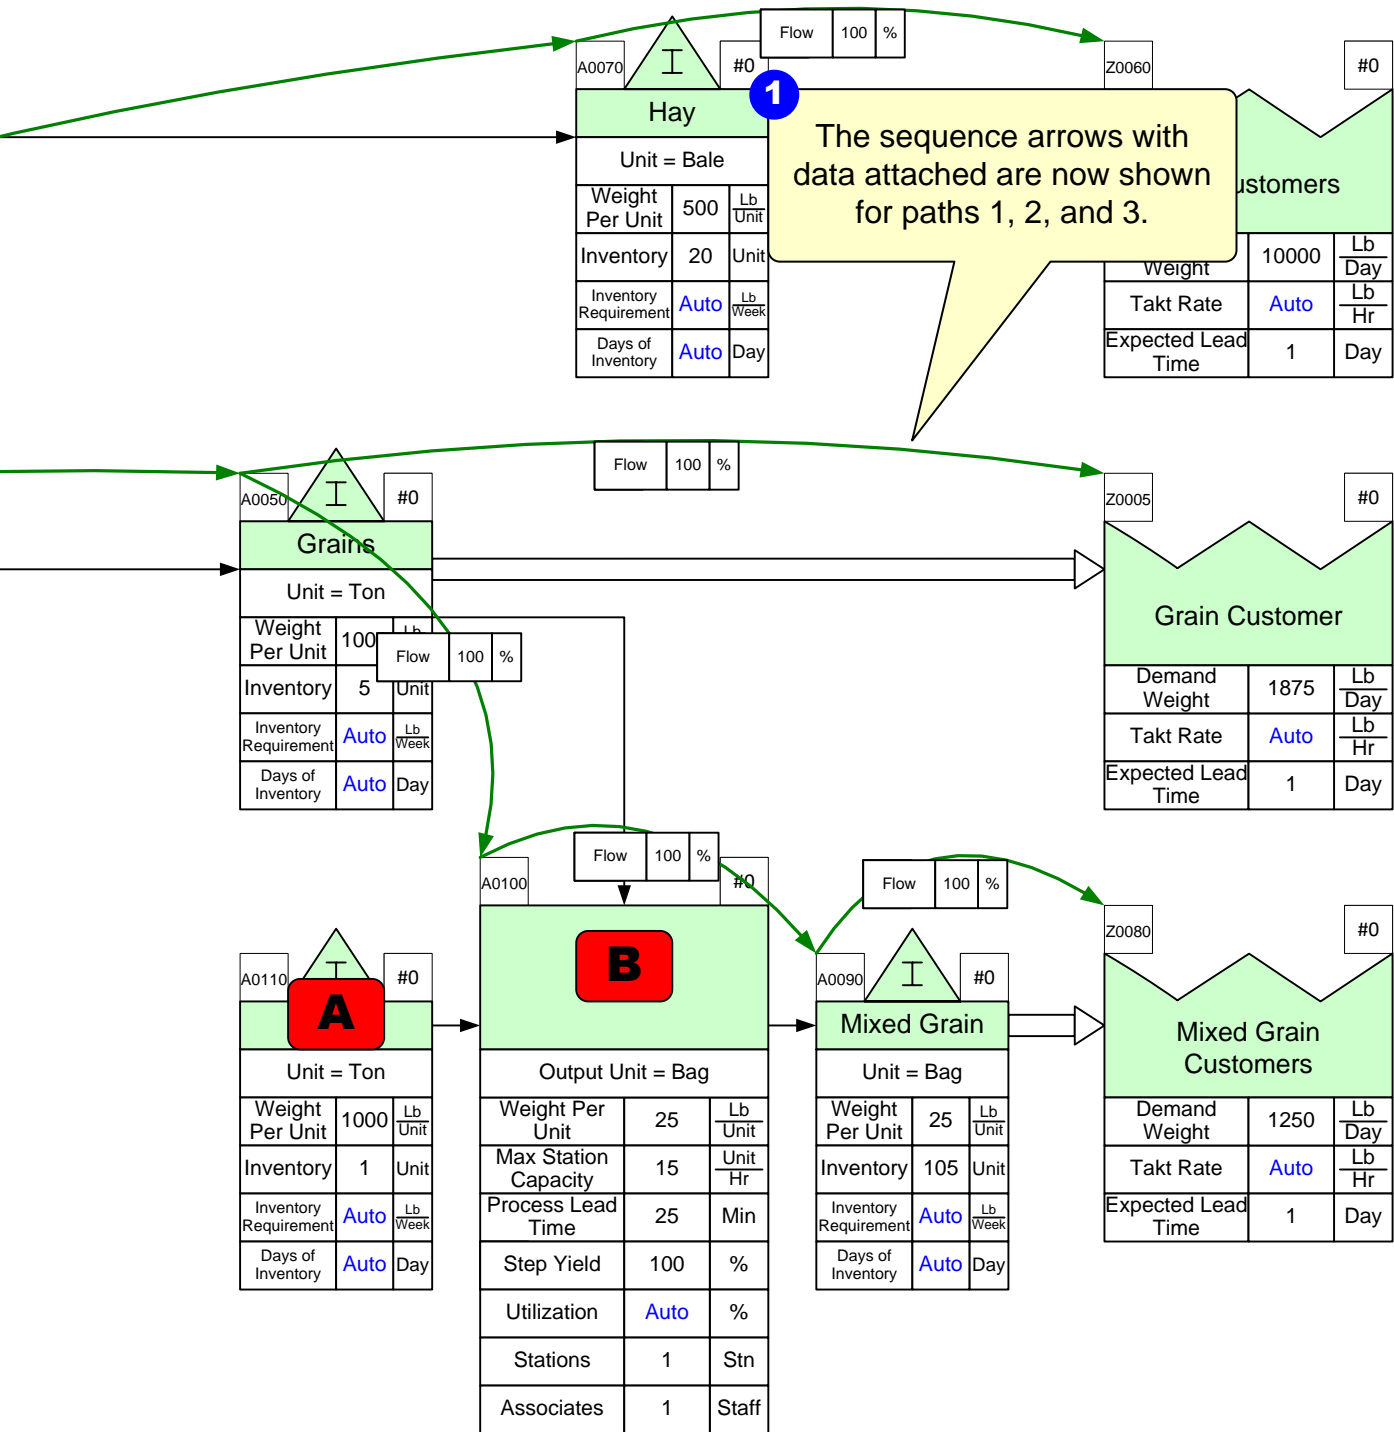 Flow 100 %
A0070 I #0
Z0060 #0
1
Hay
The sequence arrows with
data attached are now shown
for paths 1, 2, and 3.
Unit = Bale
Weight
Per Unit 500 Lb
Unit
Inventory 20 Unit
Inventory
Requirement Auto Lb
Week
Days of
Inventory Auto Day
Weight 10000 Lb
Day
Takt Rate Auto Lb
Hr
Expected Lead
Time 1 Day
Flow 100 %
A0050 I #0
Z0005 #0
Grains
Unit = Ton
Weight
Per Unit
Flow 100 %
Inventory 5 Unit
Inventory
Requirement Auto Lb
Week
Days of
Inventory Auto Day
Grain Customer
Demand
Weight 1875 Lb
Day
Takt Rate Auto Lb
Hr
Expected Lead
Time 1 Day
Flow 100 %
A0100 #0
Flow 100 %
Z0080 #0
A0110 #0
A
B
A0090 I #0
Unit = Ton
Weight
Per Unit 1000 Lb
Unit
Inventory 1 Unit
Inventory
Requirement Auto Lb
Week
Days of
Inventory Auto Day
Output Unit = Bag
Weight Per
Unit 25 Lb
Unit
Max Station
Capacity 15 Unit
Hr
Process Lead
Time 25 Min
Step Yield 100 %
Utilization Auto %
Stations 1 Stn
Associates 1 Staff
Mixed Grain
Unit = Bag
Weight
Per Unit 25 Lb
Unit
Inventory 105 Unit
Inventory
Requirement Auto Lb
Week
Days of
Inventory Auto Day
Mixed Grain
Customers
Demand
Weight 1250 Lb
Day
Takt Rate Auto Lb
Hr
Expected Lead
Time 1 Day